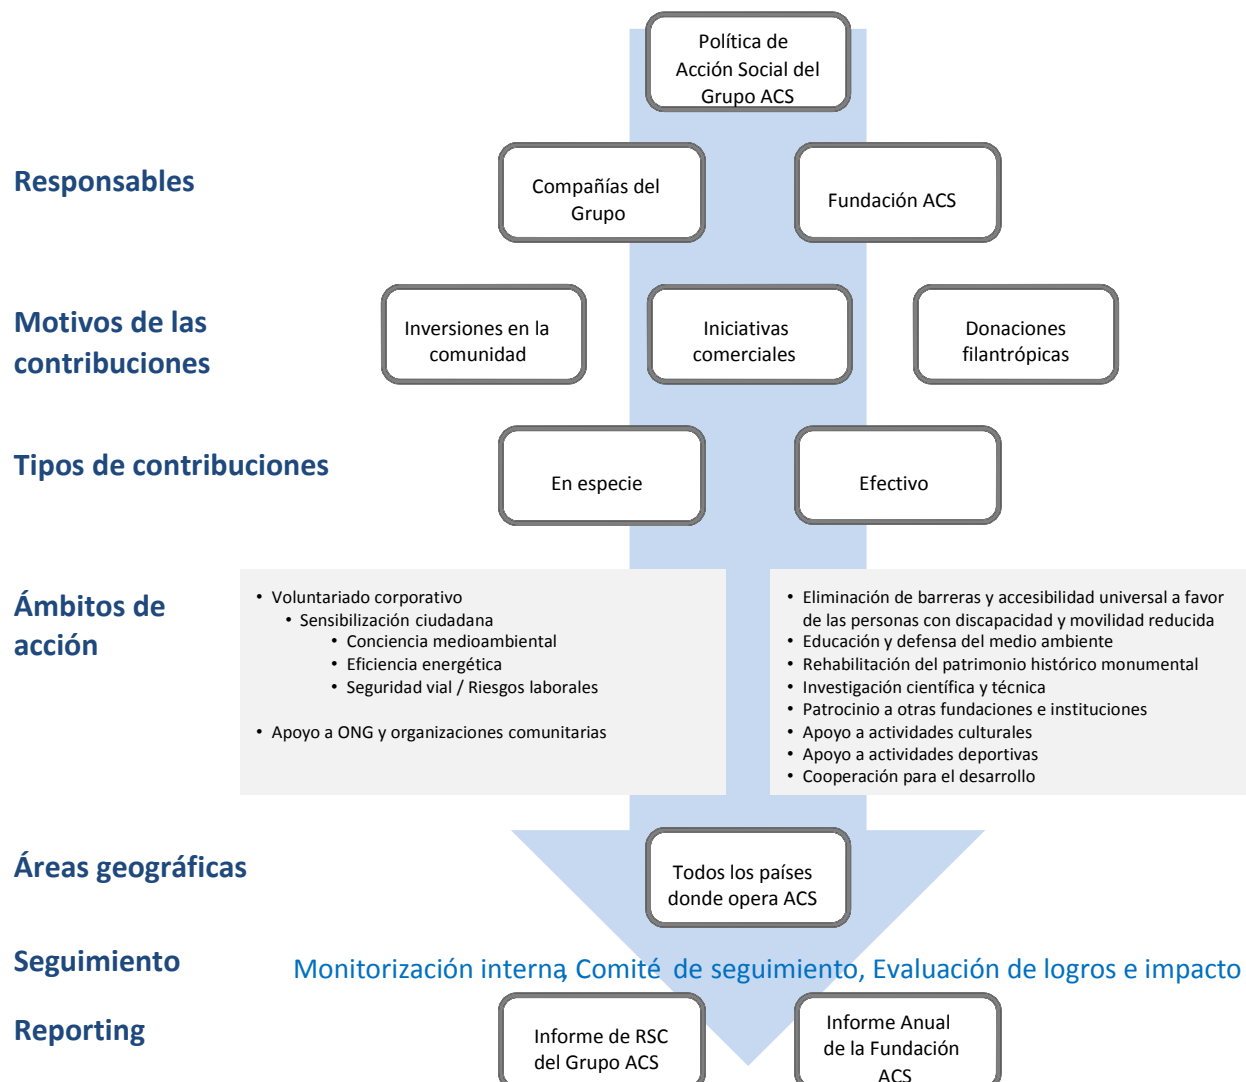 Política de
Acción Social del
Grupo ACS
Responsables
Compañías del
Grupo
Fundación ACS
Motivos de las
contribuciones
Inversiones en la
comunidad
Iniciativas
comerciales
Donaciones
filantrópicas
Tipos de contribuciones
En especie
Efectivo
Ámbitos de
acción
• Voluntariado corporativo
• Sensibilización ciudadana
• Conciencia medioambiental
• Eficiencia energética
• Seguridad vial / Riesgos laborales
• Apoyo a ONG y organizaciones comunitarias
• Eliminación de barreras y accesibilidad universal a favor
de las personas con discapacidad y movilidad reducida
• Educación y defensa del medio ambiente
• Rehabilitación del patrimonio histórico monumental
• Investigación científica y técnica
• Patrocinio a otras fundaciones e instituciones
• Apoyo a actividades culturales
• Apoyo a actividades deportivas
• Cooperación para el desarrollo
Áreas geográficas
Todos los países
donde opera ACS
Seguimiento
Monitorización interna, Comité de seguimiento, Evaluación de logros e impacto
Reporting
Informe de RSC
del Grupo ACS
Informe Anual
de la Fundación
ACS